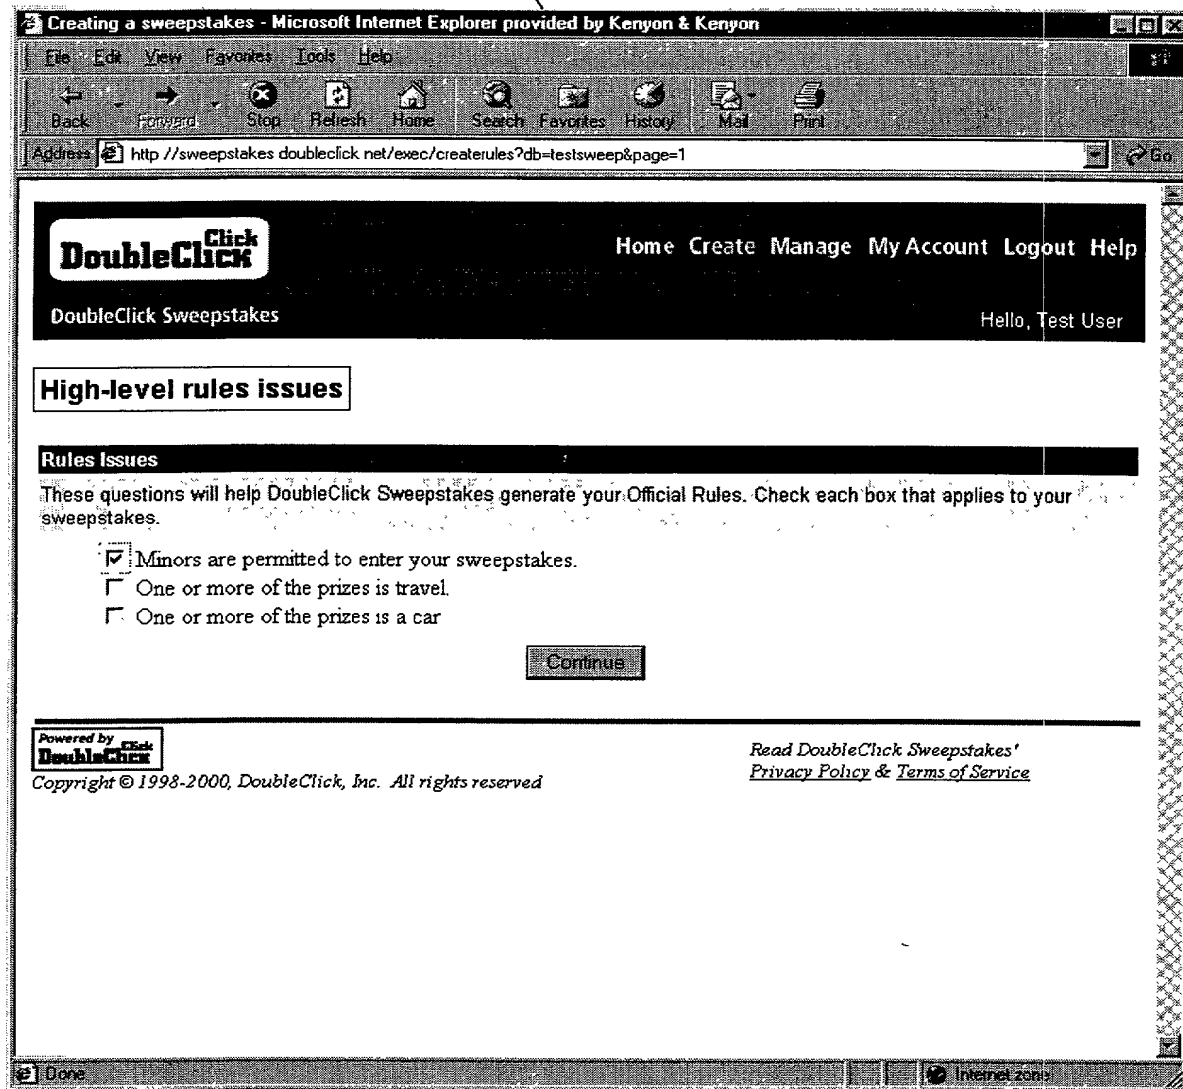 Creating a sweepstakes - Microsoft Internet Explorer provided by Kenyon & Kenyon
File Edit View Favorites Tools Help
Back Forward Stop Refresh Home Search Favorites History Mail Print
Address http //sweepstakes doubleclick net/exec/createrules?db=testsweep&page=1 Go
DoubleClick Click
Home Create Manage My Account Logout Help
DoubleClick Sweepstakes
Hello, Test User
High-level rules issues
Rules Issues
These questions will help DoubleClick Sweepstakes generate your Official Rules. Check each box that applies to your
sweepstakes.
Minors are permitted to enter your sweepstakes.
One or more of the prizes is travel.
One or more of the prizes is a car
Continue
Powered by
DoubleClick Click
Copyright © 1998-2000, DoubleClick, Inc. All rights reserved
Read DoubleClick Sweepstakes'
Privacy Policy & Terms of Service
Done
Internet zone